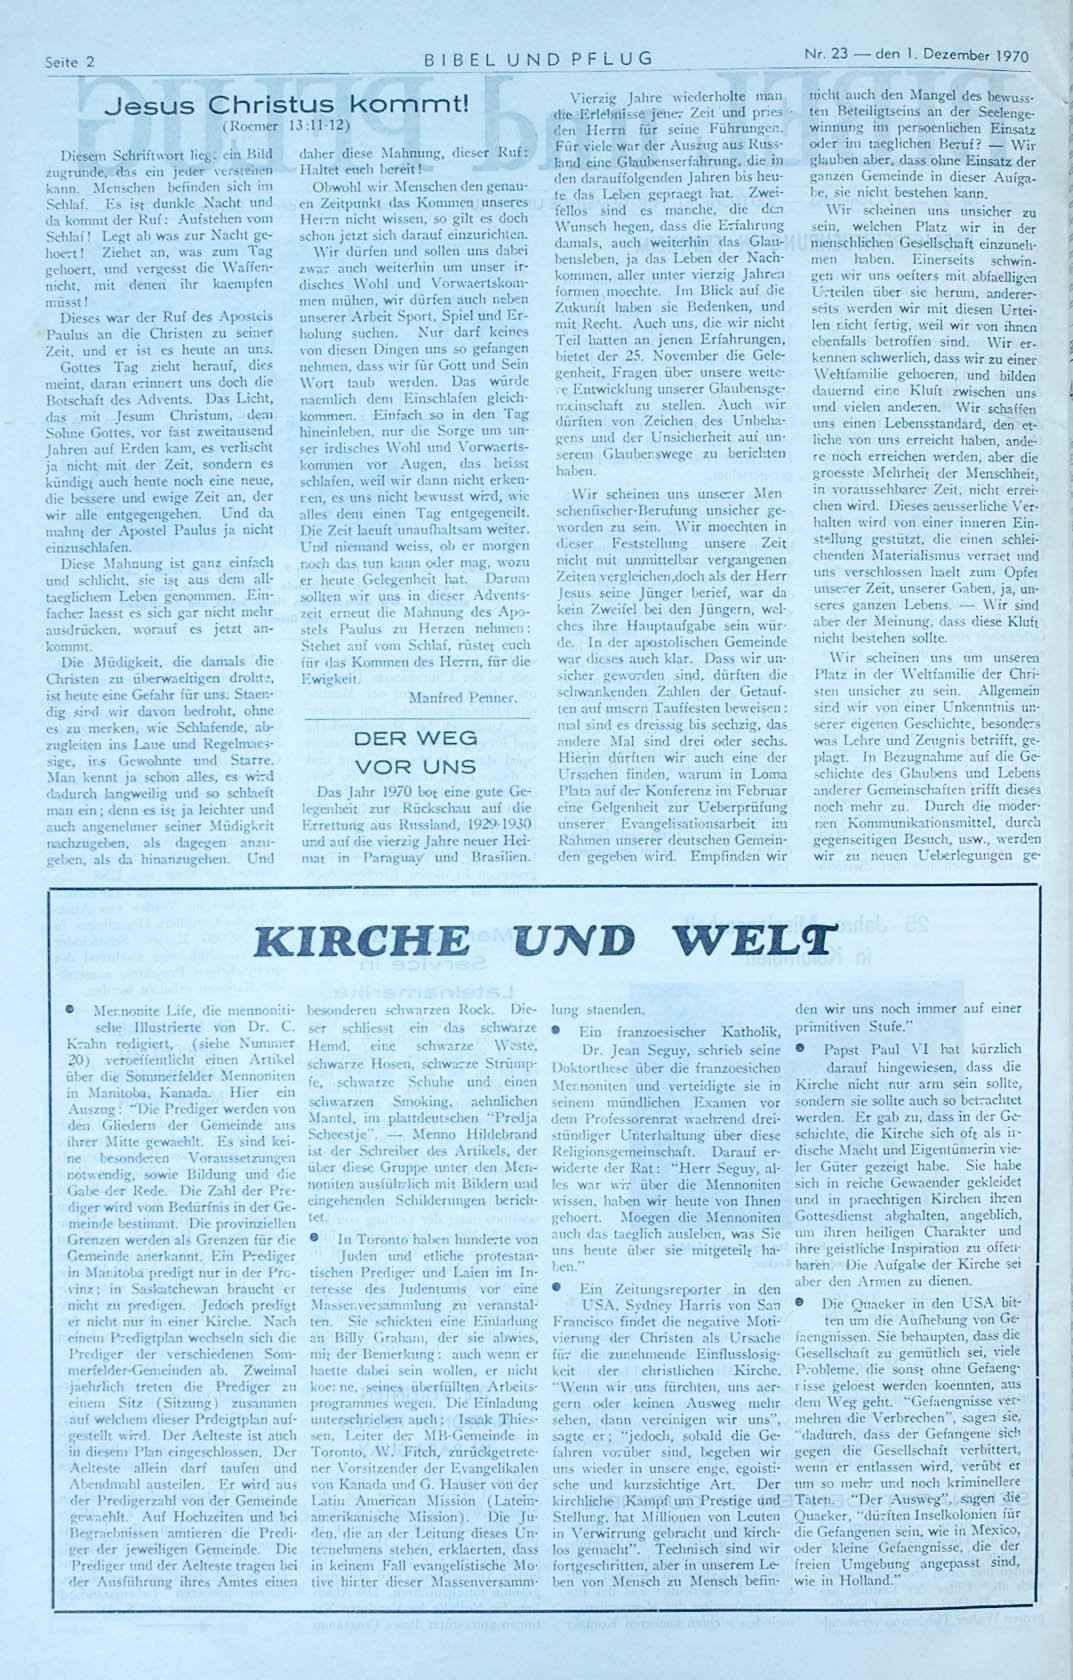 Seite 2
BIBEL UND PFLUG
Nr. 23 — den 1. Dezember 1970
Jesus Christus kommt!
(Roemer 13:11-12)
Diesem Schriftwort liegt ein Bild
zugrunde, das ein jeder verstehen
kann. Menschen befinden sich im
Schlaf. Es ist dunkle Nacht und
da kommt der Ruf: Aufstehen vom
Schlaf! Legt ab was zur Nacht ge-
hoert! Ziehet an, was zum Tag
gehoert, und vergesst die Waffen-
nicht, mit denen ihr kaempfen
müsst!
Dieses war der Ruf des Apostels
Paulus an die Christen zu seiner
Zeit, und er ist es heute an uns.
Gottes Tag zieht herauf, dies
meint, daran erinnert uns doch die
Botschaft des Advents. Das Licht,
das mit Jesum Christum, dem
Sohne Gottes, vor fast zweitausend
Jahren auf Erden kam, es verlischt
ja nicht mit der Zeit, sondern es
kündigt auch heute noch eine neue,
die bessere und ewige Zeit an, der
wir alle entgegengehen. Und da
mahnt der Apostel Paulus ja nicht
einzuschlafen.
Diese Mahnung ist ganz einfach
und schlicht, sie ist aus dem all-
taeglichem Leben genommen. Ein-
facher laesst es sich gar nicht mehr
ausdrücken, worauf es jetzt an-
kommt.
Die Müdigkeit, die damals die
Christen zu überwaeltigen drohte,
ist heute eine Gefahr für uns. Staen-
dig sind wir davon bedroht, ohne
es zu merken, wie Schlafende, ab-
zugleiten ins Laue und Regelmaes-
sige, ins Gewohnte und Starre.
Man kennt ja schon alles, es wird
dadurch langweilig und so schlaeft
man ein; denn es ist ja leichter und
auch angenehmer seiner Müdigkeit
nachzugeben, als dagegen anzu-
geben, als da hinanzugehen. Und
daher diese Mahnung, dieser Ruf:
Haltet euch bereit!
Obwohl wir Menschen den genau-
en Zeitpunkt das Kommen unseres
Herrn nicht wissen, so gilt es doch
schon jetzt sich darauf einzurichten.
Wir dürfen und sollen uns dabei
zwar auch weiterhin um unser ir-
disches Wohl und Vorwaertskom-
men mühen, wir dürfen auch neben
unserer Arbeit Sport, Spiel und Er-
holung suchen. Nur darf keines
von diesen Dingen uns so gefangen
nehmen, dass wir für Gott und Sein
Wort taub werden. Das würde
naemlich dem Einschlafen gleich-
kommen. Einfach so in den Tag
hineinleben, nur die Sorge um un-
ser irdisches Wohl und Vorwaerts-
kommen vor Augen, das heisst
schlafen, weil wir dann nicht erken-
nen, es uns nicht bewusst wird, wie
alles dem einen Tag entgegeneilt.
Die Zeit laeuft unaufhaltsam weiter.
Und niemand weiss, ob er morgen
noch das tun kann oder mag, wozu
er heute Gelegenheit hat. Darum
sollten wir uns in dieser Advents-
zeit erneut die Mahnung des Apo-
stels Paulus zu Herzen nehmen:
Stehet auf vom Schlaf, rüstet euch
für das Kommen des Herrn, für die
Ewigkeit.
Manfred Penner.
DER WEG
VOR UNS
Das Jahr 1970 bot eine gute Ge-
legenheit zur Rückschau auf die
Errettung aus Russland, 1929-1930
und auf die vierzig Jahre neuer Hei-
mat in Paraguay und Brasilien.
Vierzig Jahre wiederholte man
die Erlebnisse jener Zeit und pries
den Herrn für seine Führungen.
Für viele war der Auszug aus Russ-
land eine Glaubenserfahrung, die in
den darauffolgenden Jahren bis heu-
te das Leben gepraegt hat. Zwei-
fellos sind es manche, die den
Wunsch hegen, dass die Erfahrung
damals, auch weiterhin das Glau-
bensleben, ja das Leben der Nach-
kommen, aller unter vierzig Jahren
formen moechte. Im Blick auf die
Zukunft haben sie Bedenken, und
mit Recht. Auch uns, die wir nicht
Teil hatten an jenen Erfahrungen,
bietet der 25. November die Gele-
genheit, Fragen über unsere weite-
re Entwicklung unserer Glaubensge-
meinschaft zu stellen. Auch wir
dürften von Zeichen des Unbeha-
gens und der Unsicherheit auf un-
serem Glaubenswege zu berichten
haben.
Wir scheinen uns unserer Men
schenfischer-Berufung unsicher ge-
worden zu sein. Wir moechten in
dieser Feststellung unsere Zeit
nicht mit unmittelbar vergangenen
Zeiten vergleichen,doch als der Herr
Jesus seine Jünger berief, war da
kein Zweifel bei den Jüngern, wel-
ches ihre Hauptaufgabe sein wür-
de. In der apostolischen Gemeinde
war dieses auch klar. Dass wir un-
sicher geworden sind, dürften die
schwankenden Zahlen der Getauf-
ten auf unsern Tauffesten beweisen:
mal sind es dreissig bis sechzig, das
andere Mal sind drei oder sechs.
Hierin dürften wir auch eine der
Ursachen finden, warum in Loma
Plata auf der Konferenz im Februar
eine Gelgenheit zur Ueberprüfung
unserer Evangelisationsarbeit im
Rahmen unserer deutschen Gemein-
den gegeben wird. Empfinden wir
nicht auch den Mangel des bewuss-
ten Beteiligtseins an der Seelenge-
winnung im persoenlichen Einsatz
oder im taeglichen Beruf? — Wir
glauben aber, dass ohne Einsatz der
ganzen Gemeinde in dieser Aufga-
be, sie nicht bestehen kann.
Wir scheinen uns unsicher zu
sein, welchen Platz wir in der
menschlichen Gesellschaft einzuneh-
men haben. Einerseits schwin-
gen wir uns oefters mit abfaelligen
Urteilen über sie herum, anderer-
seits werden wir mit diesen Urtei-
len nicht fertig, weil wir von ihnen
ebenfalls betroffen sind. Wir er-
kennen schwerlich, dass wir zu einer
Weltfamilie gehoeren, und bilden
dauernd eine Kluft zwischen uns
und vielen anderen. Wir schaffen
uns einen Lebensstandard, den et-
liche von uns erreicht haben, ande-
re noch erreichen werden, aber die
groesste Mehrheit der Menschheit,
in voraussehbarer Zeit, nicht errei-
chen wird. Dieses aeusserliche Ver-
halten wird von einer inneren Ein-
stellung gestützt, die einen schlei-
chenden Materialismus verraet und
uns verschlossen haelt zum Opfer
unserer Zeit, unserer Gaben, ja, un-
seres ganzen Lebens. — Wir sind
aber der Meinung, dass diese Kluft
nicht bestehen sollte.
Wir scheinen uns um unseren
Platz in der Weltfamilie der Chri-
sten unsicher zu sein. Allgemein
sind wir von einer Unkenntnis un-
serer eigenen Geschichte, besonders
was Lehre und Zeugnis betrifft, ge-
plagt. In Bezugnahme auf die Ge-
schichte des Glaubens und Lebens
anderer Gemeinschaften trifft dieses
noch mehr zu. Durch die moder-
nen Kommunikationsmittel, durch
gegenseitigen Besuch, usw., werden
wir zu neuen Ueberlegungen ge-
KIRCHE UND WELT
● Mennonite Life, die mennoniti-
sche Illustrierte von Dr. C.
Krahn redigiert, (siehe Nummer
20) veroeffentlicht einen Artikel
über die Sommerfelder Mennoniten
in Manitoba, Kanada. Hier ein
Auszug: "Die Prediger werden von
den Gliedern der Gemeinde aus
ihrer Mitte gewaehlt. Es sind kei-
ne besonderen Voraussetzungen
notwendig, sowie Bildung und die
Gabe der Rede. Die Zahl der Pre-
diger wird vom Bedürfnis in der Ge-
meinde bestimmt. Die provinziellen
Grenzen werden als Grenzen für die
Gemeinde anerkannt. Ein Prediger
in Manitoba predigt nur in der Pro-
vinz; in Saskatchewan braucht er
nicht zu predigen. Jedoch predigt
er nicht nur in einer Kirche. Nach
einem Predigtplan wechseln sich die
Prediger der verschiedenen Som-
merfelder-Gemeinden ab. Zweimal
jaehrlich treten die Prediger zu
einem Sitz (Sitzung) zusammen
auf welchem dieser Prdeigtplan auf-
gestellt wird. Der Aelteste ist auch
in diesem Plan eingeschlossen. Der
Aelteste allein darf taufen und
Abendmahl austeilen. Er wird aus
der Predigerzahl von der Gemeinde
gewaehlt. Auf Hochzeiten und bei
Begraebnissen amtieren die Predi-
ger der jeweiligen Gemeinde. Die
Prediger und der Aelteste tragen bei
der Ausführung ihres Amtes einen
besonderen schwarzen Rock. Die-
ser schliesst ein das schwarze
Hemd, eine schwarze Weste,
schwarze Hosen, schwarze Strümp-
fe, schwarze Schuhe und einen
schwarzen Smoking, aehnlichen
Mantel, im plattdeutschen "Predja
Scheestje". — Menno Hildebrand
ist der Schreiber des Artikels, der
über diese Gruppe unter den Men-
noniten ausführlich mit Bildern und
eingehenden Schilderungen berich-
tet.
● In Toronto haben hunderte von
Juden und etliche protestan-
tischen Prediger und Laien im In-
teresse des Judentums vor eine
Massenversammlung zu veranstal-
ten. Sie schickten eine Einladung
an Billy Graham, der sie abwies,
mit der Bemerkung: auch wenn er
haette dabei sein wollen, er nicht
koenne, seines überfüllten Arbeits-
programmes wegen. Die Einladung
unterschrieben auch: Isaak Thies-
sen, Leiter der MB-Gemeinde in
Toronto, W. Fitch, zurückgetrete-
ner Vorsitzender der Evangelikalen
von Kanada und G. Hauser von der
Latin American Mission (Latein-
amerikanische Mission). Die Ju-
den, die an der Leitung dieses Un-
ternehmens stehen, erklaerten, dass
in keinem Fall evangelistische Mo-
tive hinter dieser Massenversamm-
lung staenden.
● Ein franzoesischer Katholik,
Dr. Jean Seguy, schrieb seine
Doktorthese über die franzoesichen
Mennoniten und verteidigte sie in
seinem mündlichen Examen vor
dem Professorenrat waehrend drei-
stündiger Unterhaltung über diese
Religionsgemeinschaft. Darauf er-
widerte der Rat: "Herr Seguy, al-
les war wir über die Mennoniten
wissen, haben wir heute von Ihnen
gehoert. Moegen die Mennoniten
auch das taeglich ausleben, was Sie
uns heute über sie mitgeteilt ha-
ben."
● Ein Zeitungsreporter in den
USA, Sydney Harris von San
Francisco findet die negative Moti-
vierung der Christen als Ursache
für die zunehmende Einflusslosig-
keit der christlichen Kirche.
"Wenn wir uns fürchten, uns aer-
gern oder keinen Ausweg mehr
sehen, dann vereinigen wir uns",
sagte er; "jedoch, sobald die Ge-
fahren vorüber sind, begeben wir
uns wieder in unsere enge, egoisti-
sche und kurzsichtige Art. Der
kirchliche Kampf um Prestige und
Stellung, hat Millionen von Leuten
in Verwirrung gebracht und kirch-
los gemacht". Technisch sind wir
fortgeschritten, aber in unserem Le-
ben von Mensch zu Mensch befin-
den wir uns noch immer auf einer
primitiven Stufe."
● Papst Paul VI hat kürzlich
darauf hingewiesen, dass die
Kirche nicht nur arm sein sollte,
sondern sie sollte auch so betrachtet
werden. Er gab zu, dass in der Ge-
schichte, die Kirche sich oft als ir-
dische Macht und Eigentümerin vie-
ler Güter gezeigt habe. Sie habe
sich in reiche Gewaender gekleidet
und in praechtigen Kirchen ihren
Gottesdienst abghalten, angeblich,
um ihren heiligen Charakter und
ihre geistliche Inspiration zu offen-
baren. Die Aufgabe der Kirche sei
aber den Armen zu dienen.
● Die Quaeker in den USA bit-
ten um die Aufhebung von Ge-
faengnissen. Sie behaupten, dass die
Gesellschaft zu gemütlich sei, viele
Probleme, die sonst ohne Gefaeng-
nisse geloest werden koennten, aus
dem Weg geht. "Gefaengnisse ver-
mehren die Verbrechen", sagen sie,
"dadurch, dass der Gefangene sich
gegen die Gesellschaft verbittert,
wenn er entlassen wird, verübt er
um so mehr und noch kriminellere
Taten. "Der Ausweg", sagen die
Quaeker, "dürften Inselkolonien für
die Gefangenen sein, wie in Mexico,
oder kleine Gefaengnisse, die der
freien Umgebung angepasst sind,
wie in Holland."